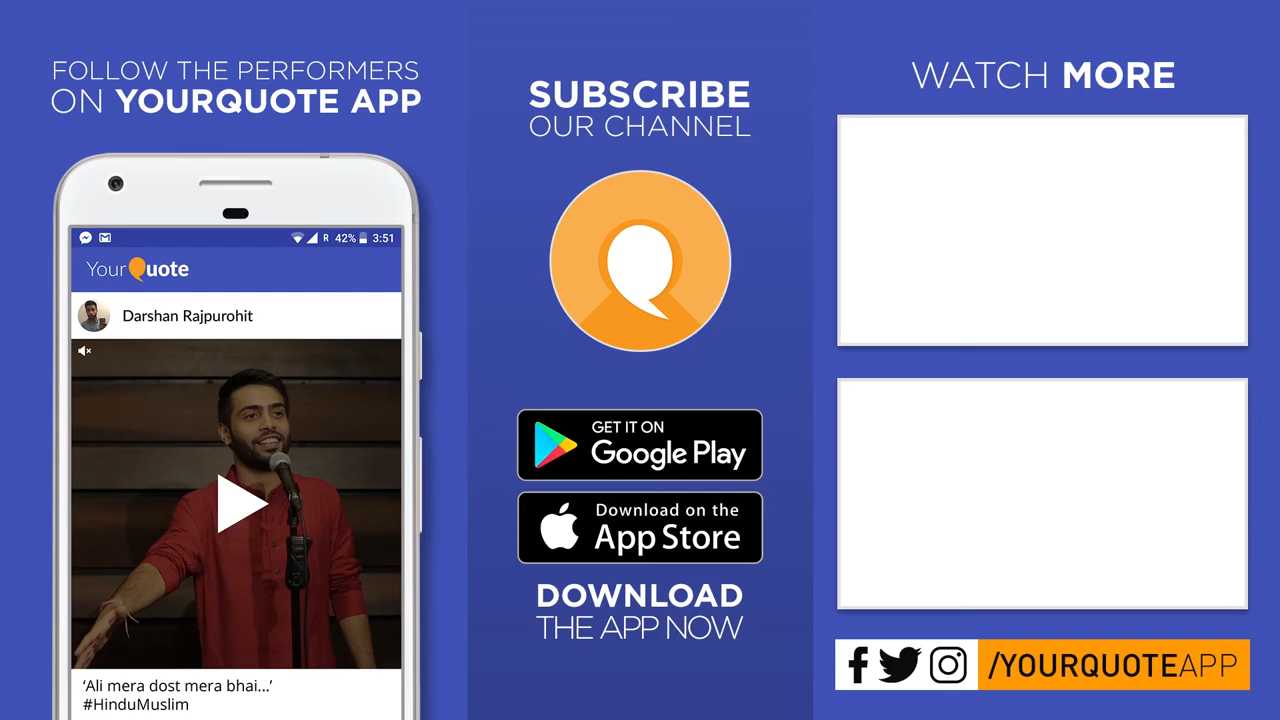 FOLLOW THE PERFORMERS
ON YOURQUOTE APP
R 42% 3:51
YourQuote
Darshan Rajpurohit
‘Ali mera dost mera bhai...’
#HinduMuslim
SUBSCRIBE
OUR CHANNEL
GET IT ON
Google Play
Download on the
App Store
DOWNLOAD
THE APP NOW
WATCH MORE
/YOURQUOTEAPP